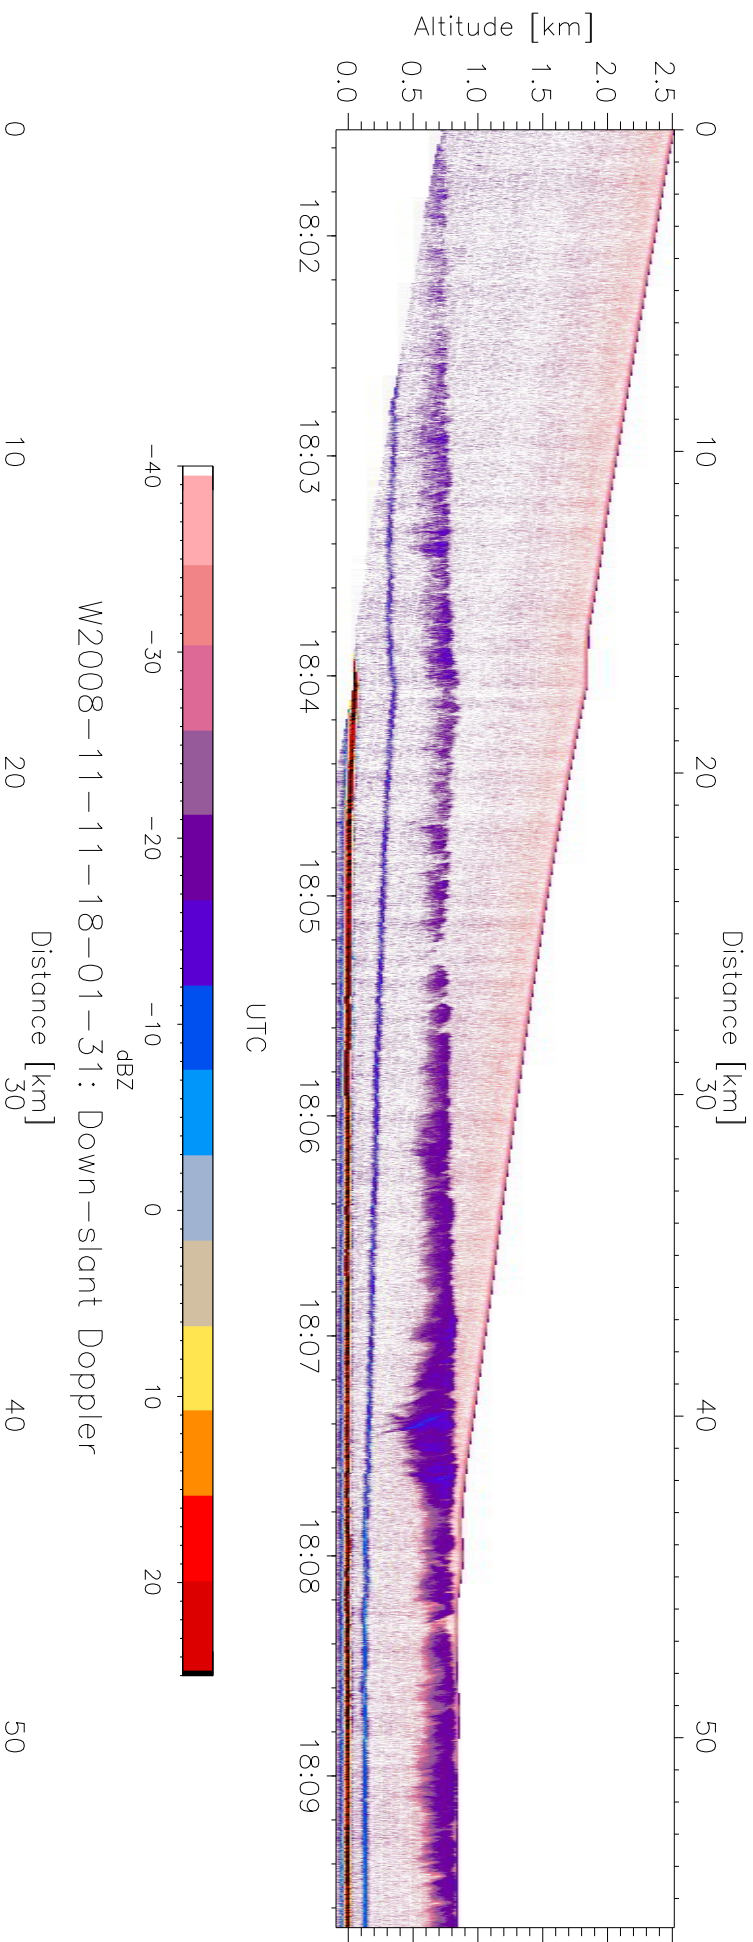 Distance [km]
0 10 20 30 40 50
Altitude [km]
2.5
2.0
1.5
1.0
0.5
0.0
18:02 18:03 18:04 18:05 18:06 18:07 18:08 18:09
UTC
-40 -30 -20 -10 0 10 20
dBZ
W2008-11-11-18-01-31: Down-slant Doppler
Distance [km]
0 10 20 30 40 50